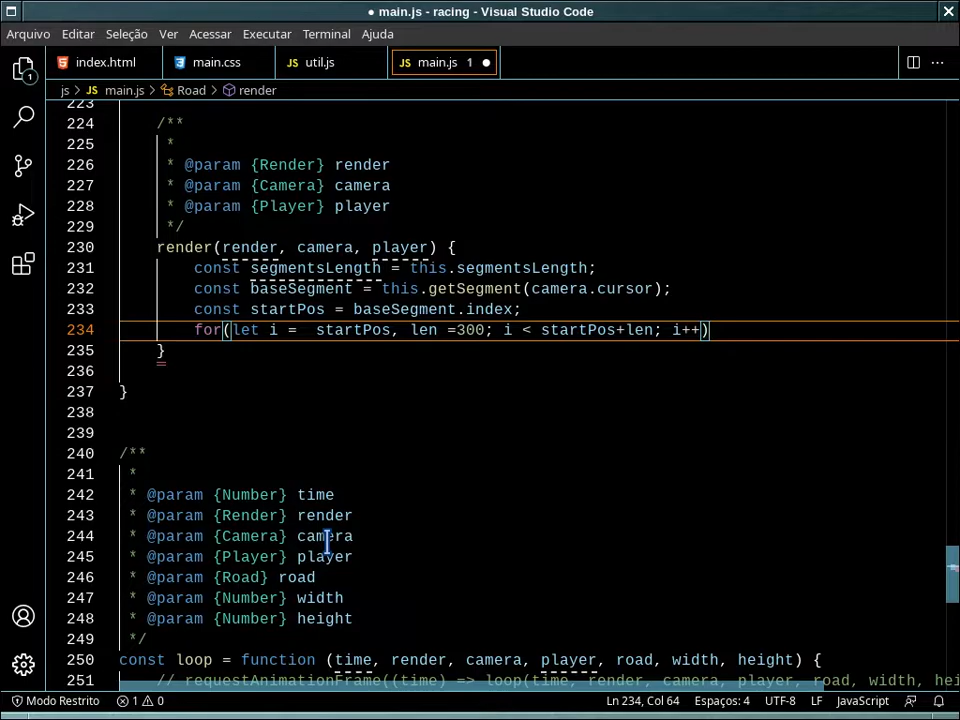 ● main.js - racing - Visual Studio Code
Arquivo Editar Seleção Ver Acessar Executar Terminal Ajuda
index.html main.css JS util.js JS main.js 1 ●
js > main.js > Road > render
223
224 /**
225 *
226 * @param {Render} render
227 * @param {Camera} camera
228 * @param {Player} player
229 */
230 render(render, camera, player) {
231 const segmentsLength = this.segmentsLength;
232 const baseSegment = this.getSegment(camera.cursor);
233 const startPos = baseSegment.index;
234 for(let i =  startPos, len =300; i < startPos+len; i++)
235 }
236
237 }
238
239
240 /**
241 *
242 * @param {Number} time
243 * @param {Render} render
244 * @param {Camera} camera
245 * @param {Player} player
246 * @param {Road} road
247 * @param {Number} width
248 * @param {Number} height
249 */
250 const loop = function (time, render, camera, player, road, width, height) {
251 // requestAnimationFrame((time) => loop(time, render, camera, player, road, width, hei
Modo Restrito 1 0 Ln 234, Col 64 Espaços: 4 UTF-8 LF JavaScript